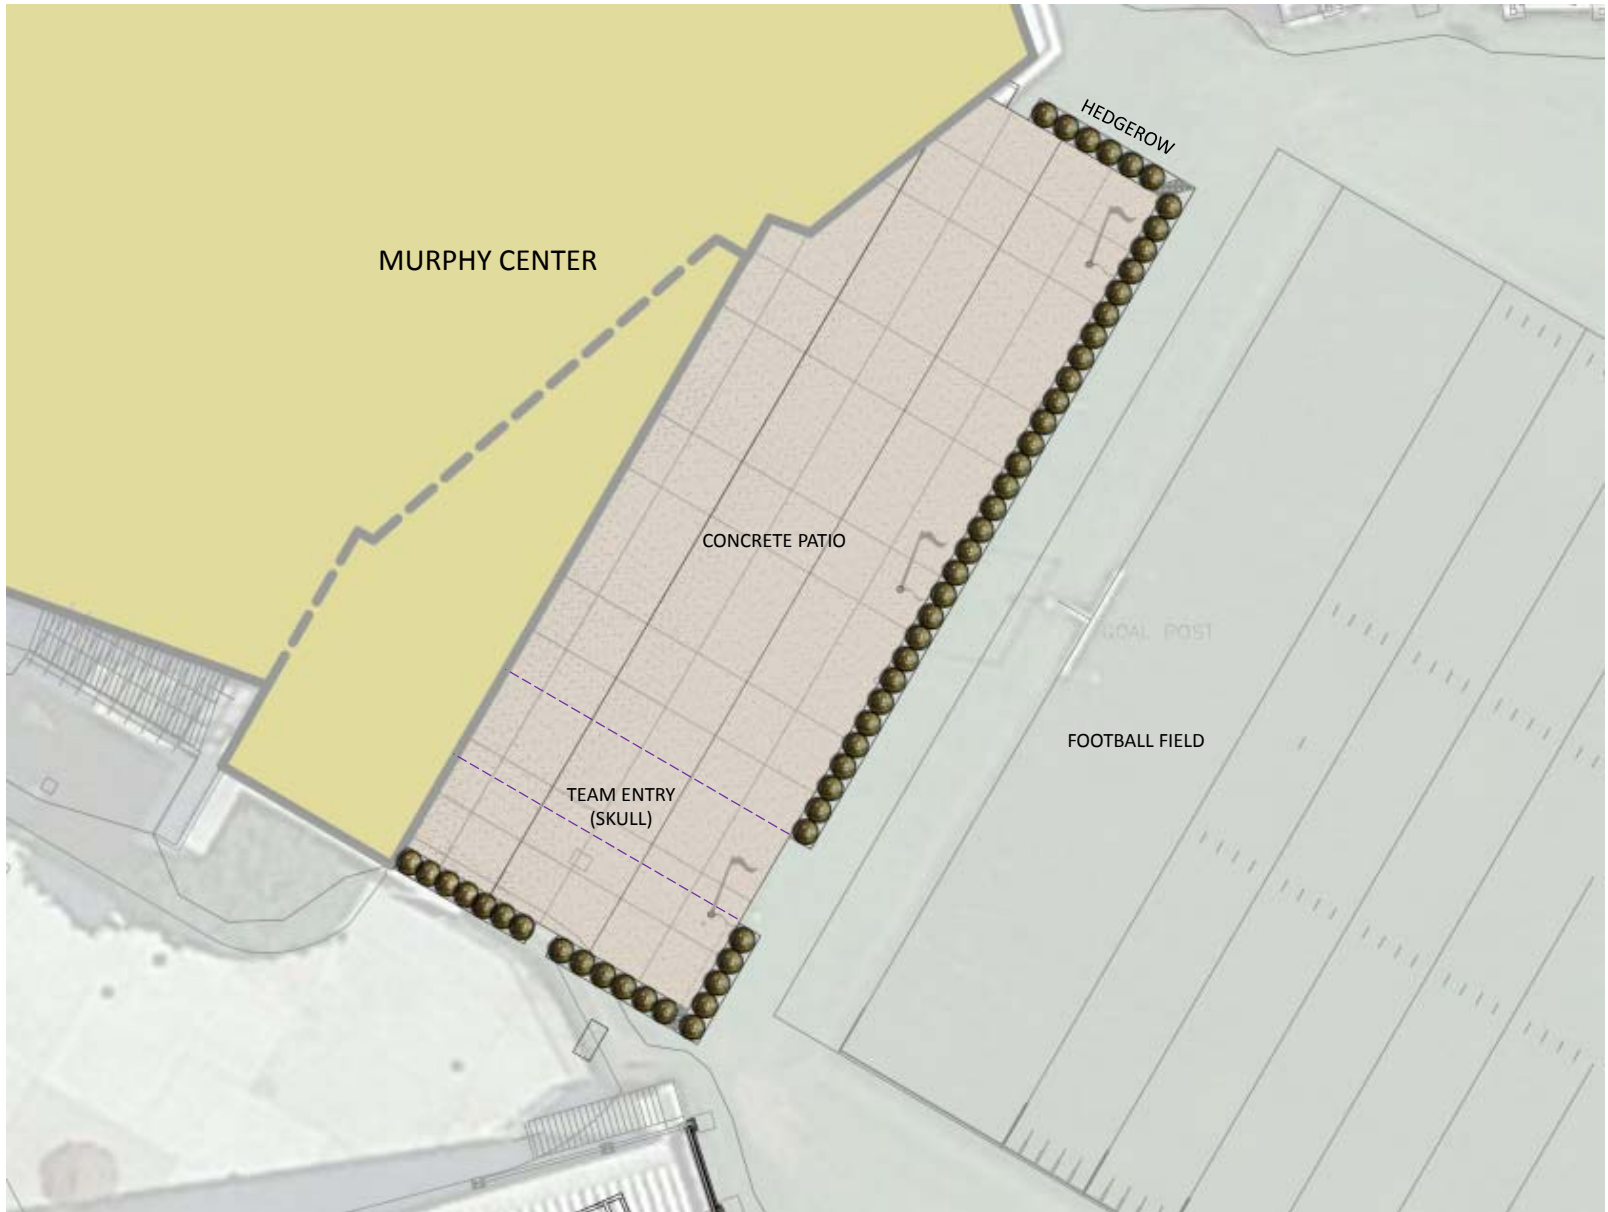 HEDGEROW
MURPHY CENTER
CONCRETE PATIO
GOAL POST
FOOTBALL FIELD
TEAM ENTRY
(SKULL)